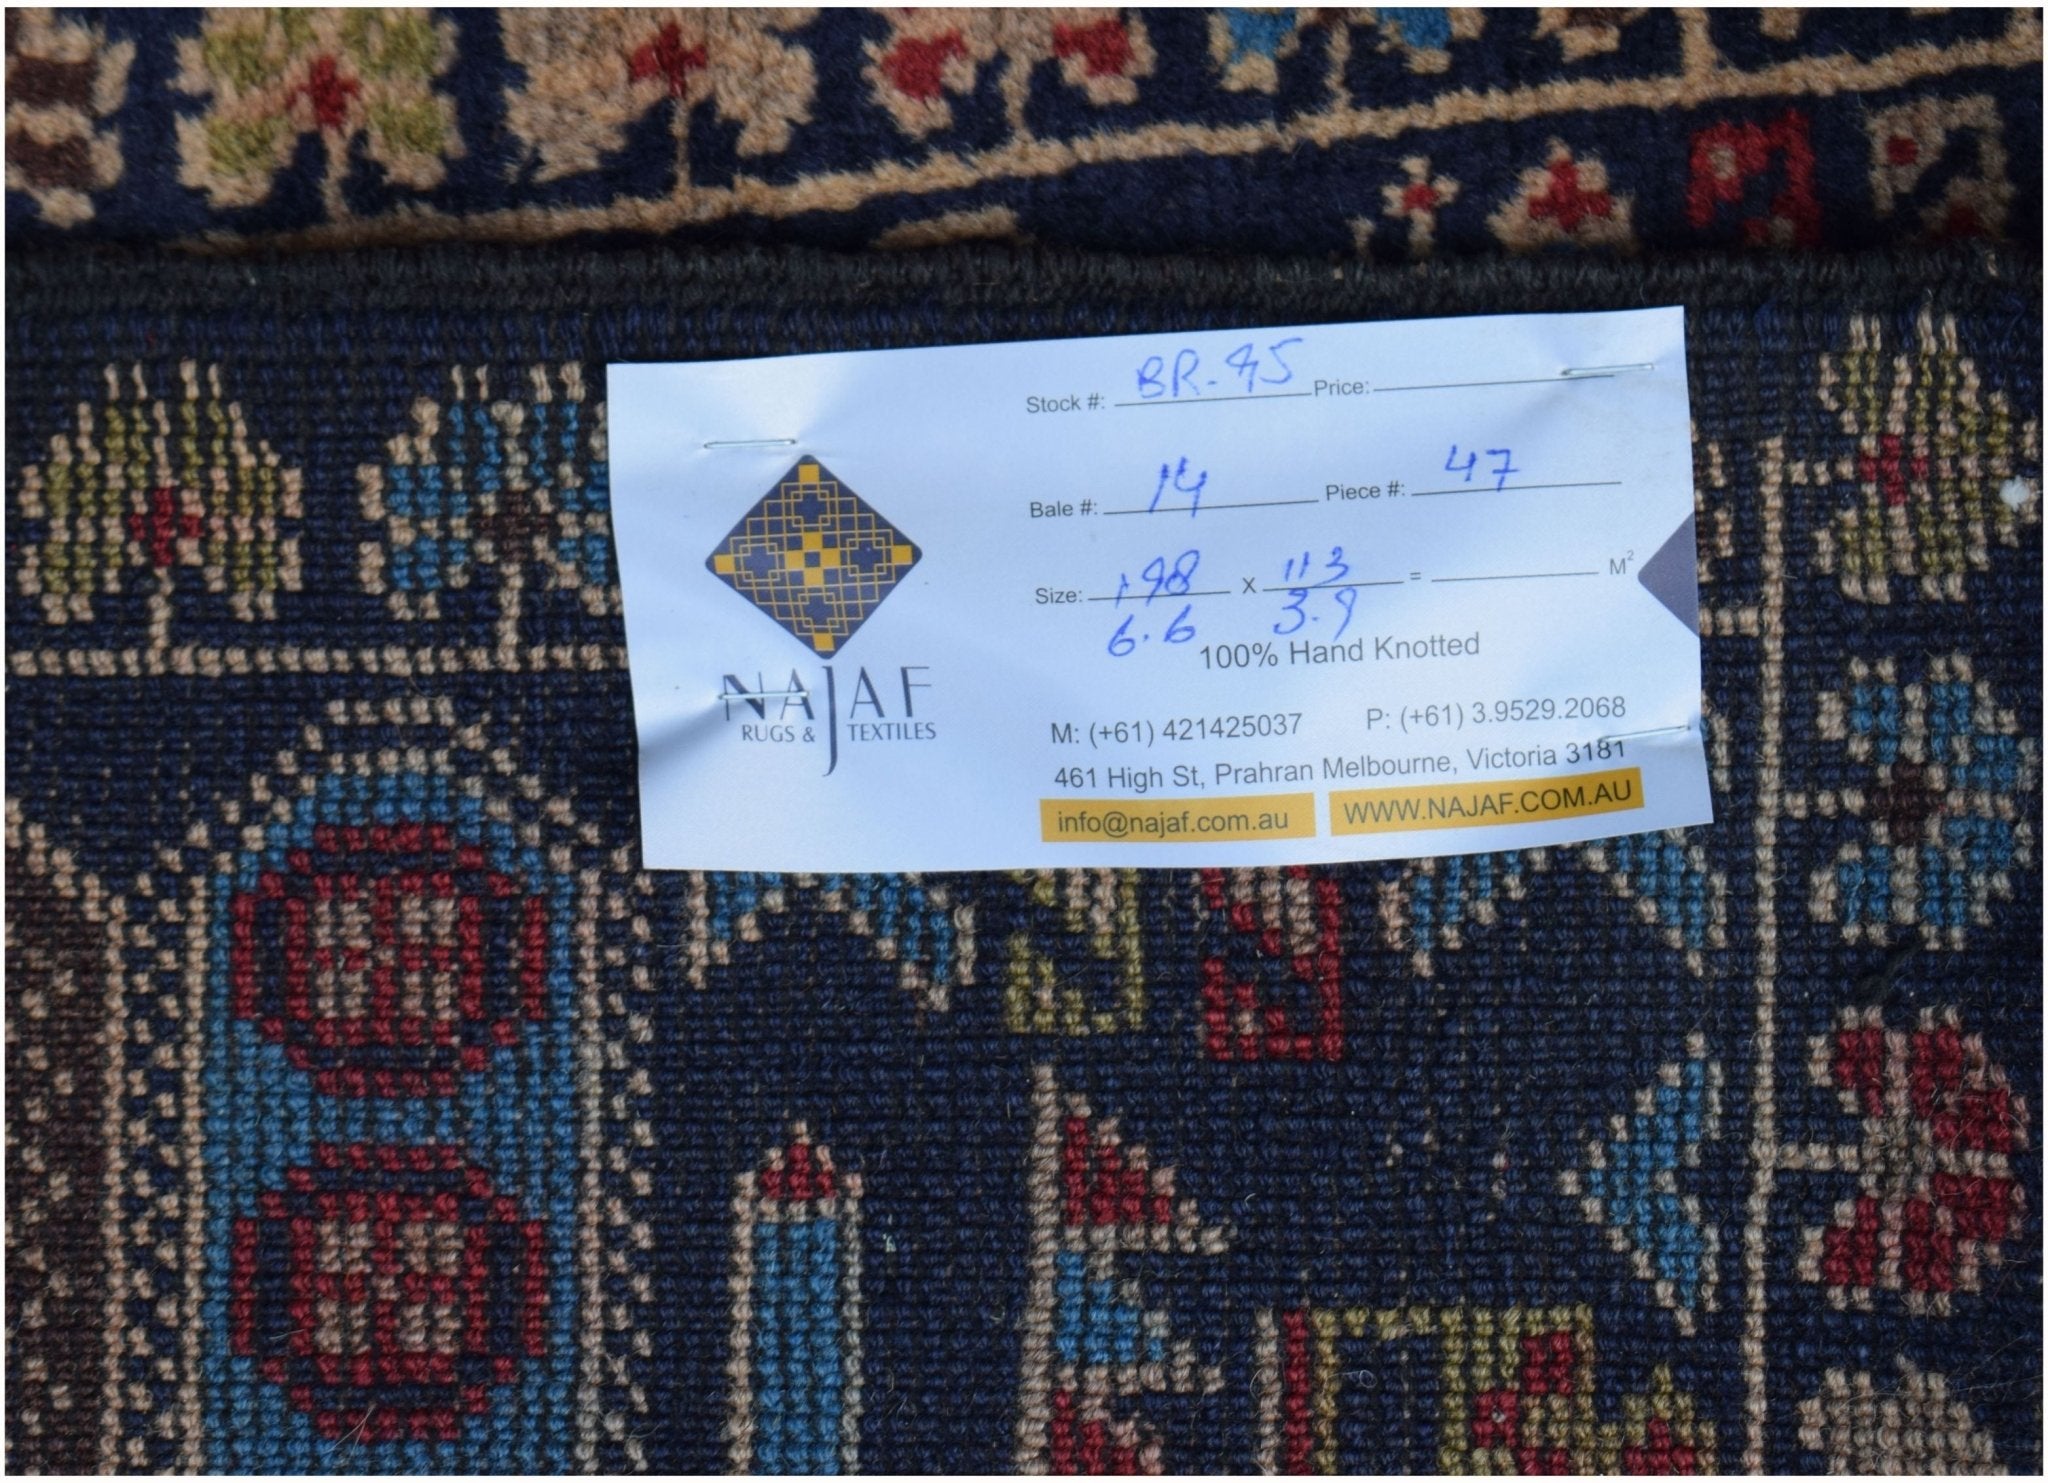 Stock #: BR-95 Price:
Bale #: 14 Piece #: 47
Size: 198 x 113 = M²
6.6 3.9
100% Hand Knotted
NAJAF
RUGS & TEXTILES
M: (+61) 421425037 P: (+61) 3.9529.2068
461 High St, Prahran Melbourne, Victoria 3181
info@najaf.com.au WWW.NAJAF.COM.AU